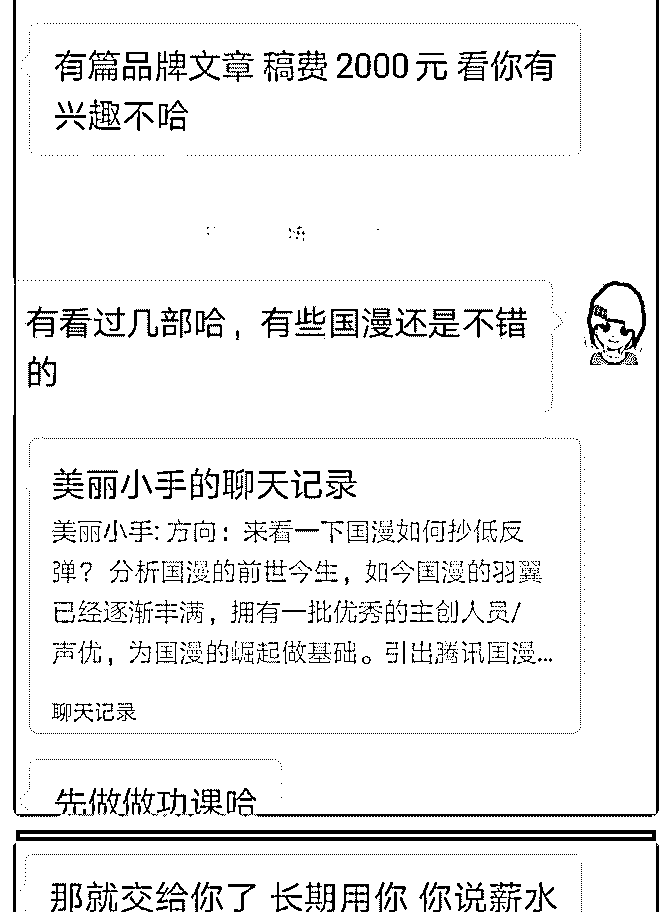 有篇品牌文章 稿费2000元 看你有
兴趣不哈
有看过几部哈，有些国漫还是不错
的
美丽小手的聊天记录
美丽小手: 方向：来看一下国漫如何抄低反
弹？分析国漫的前世今生，如今国漫的羽翼
已经逐渐丰满，拥有一批优秀的主创人员/
声优，为国漫的崛起做基础。引出腾讯国漫...
聊天记录
先做做功课哈
那就交给你了 长期用你 你说薪水